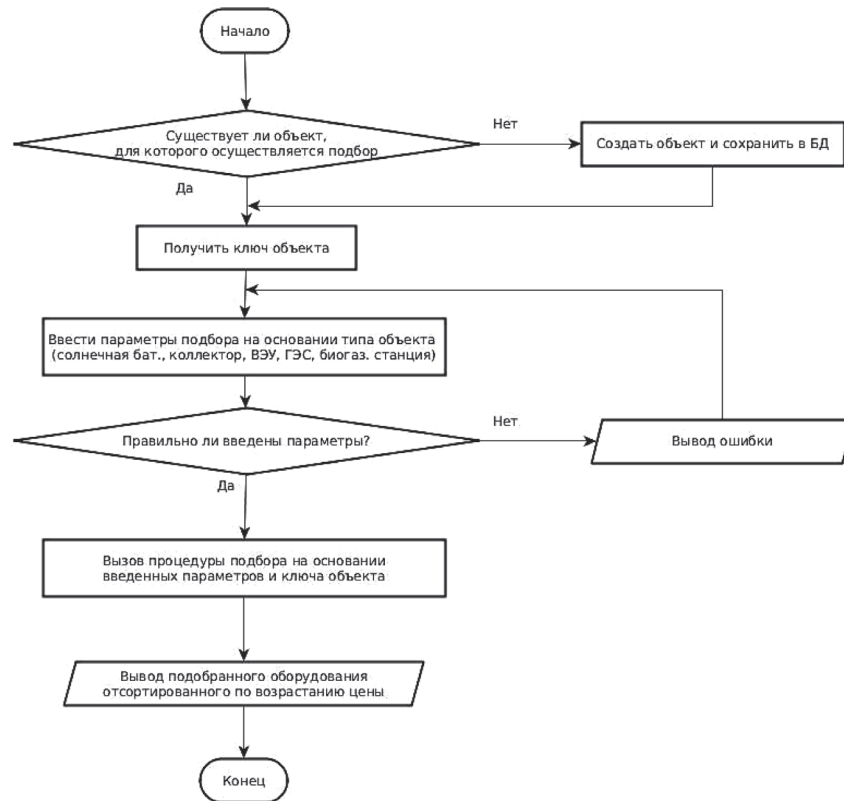 Начало
Существует ли объект,
для которого осуществляется подбор
Нет
Создать объект и сохранить в БД
Да
Получить ключ объекта
Ввести параметры подбора на основании типа объекта
(солнечная бат., коллектор, ВЭУ, ГЭС, биогаз. станция)
Правильно ли введены параметры?
Нет
Вывод ошибки
Да
Вызов процедуры подбора на основании
введенных параметров и ключа объекта
Вывод подобранного оборудования
отсортированного по возрастанию цены
Конец